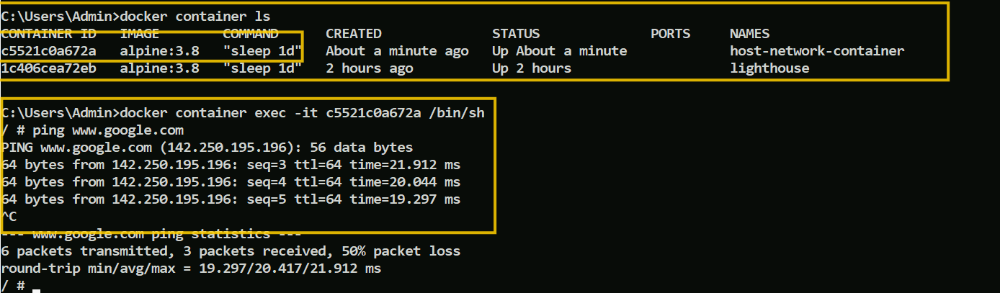 C:\Users\Admin>docker container ls
CONTAINER ID   IMAGE        COMMAND      CREATED              STATUS              PORTS     NAMES
c5521c0a672a   alpine:3.8   "sleep 1d"   About a minute ago   Up About a minute             host-network-container
1c406cea72eb   alpine:3.8   "sleep 1d"   2 hours ago          Up 2 hours                    lighthouse
C:\Users\Admin>docker container exec -it c5521c0a672a /bin/sh
/ # ping www.google.com
PING www.google.com (142.250.195.196): 56 data bytes
64 bytes from 142.250.195.196: seq=3 ttl=64 time=21.912 ms
64 bytes from 142.250.195.196: seq=4 ttl=64 time=20.044 ms
64 bytes from 142.250.195.196: seq=5 ttl=64 time=19.297 ms
^C
--- www.google.com ping statistics ---
6 packets transmitted, 3 packets received, 50% packet loss
round-trip min/avg/max = 19.297/20.417/21.912 ms
/ #